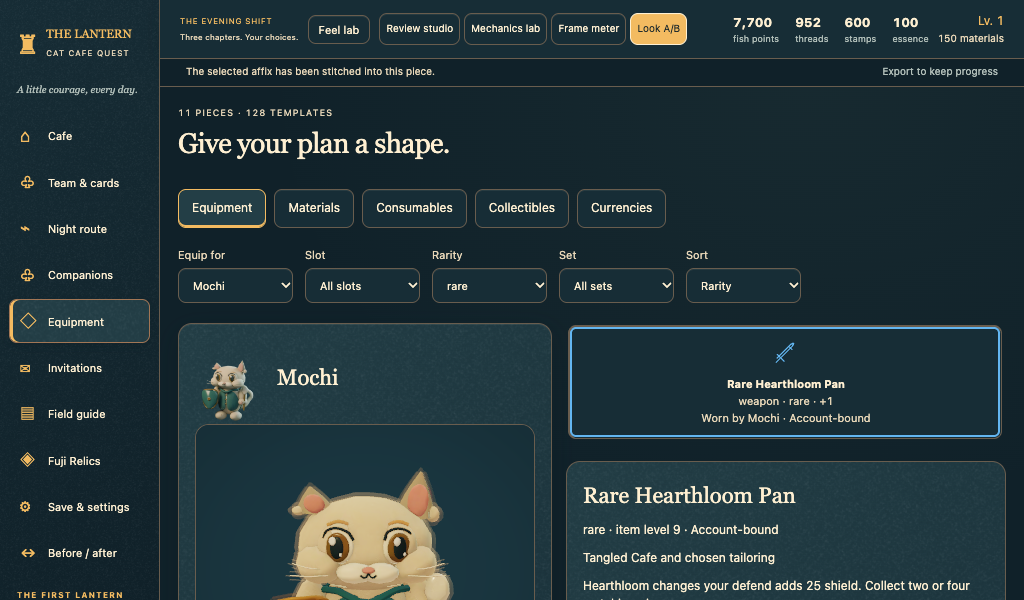 THE LANTERN
CAT CAFE QUEST
A little courage, every day.
Cafe
Team & cards
Night route
Companions
Equipment
Invitations
Field guide
Fuji Relics
Save & settings
Before / after
THE FIRST LANTERN
THE EVENING SHIFT
Three chapters. Your choices.
Feel lab
Review studio
Mechanics lab
Frame meter
Look A/B
7,700
fish points
952
threads
600
stamps
100
essence
Lv. 1
150 materials
The selected affix has been stitched into this piece.
Export to keep progress
11 PIECES · 128 TEMPLATES
Give your plan a shape.
Equipment
Materials
Consumables
Collectibles
Currencies
Equip for
Slot
Rarity
Set
Sort
Mochi
All slots
rare
All sets
Rarity
Mochi
Rare Hearthloom Pan
weapon · rare · +1
Worn by Mochi · Account-bound
Rare Hearthloom Pan
rare · item level 9 · Account-bound
Tangled Cafe and chosen tailoring
Hearthloom changes your defend adds 25 shield. Collect two or four